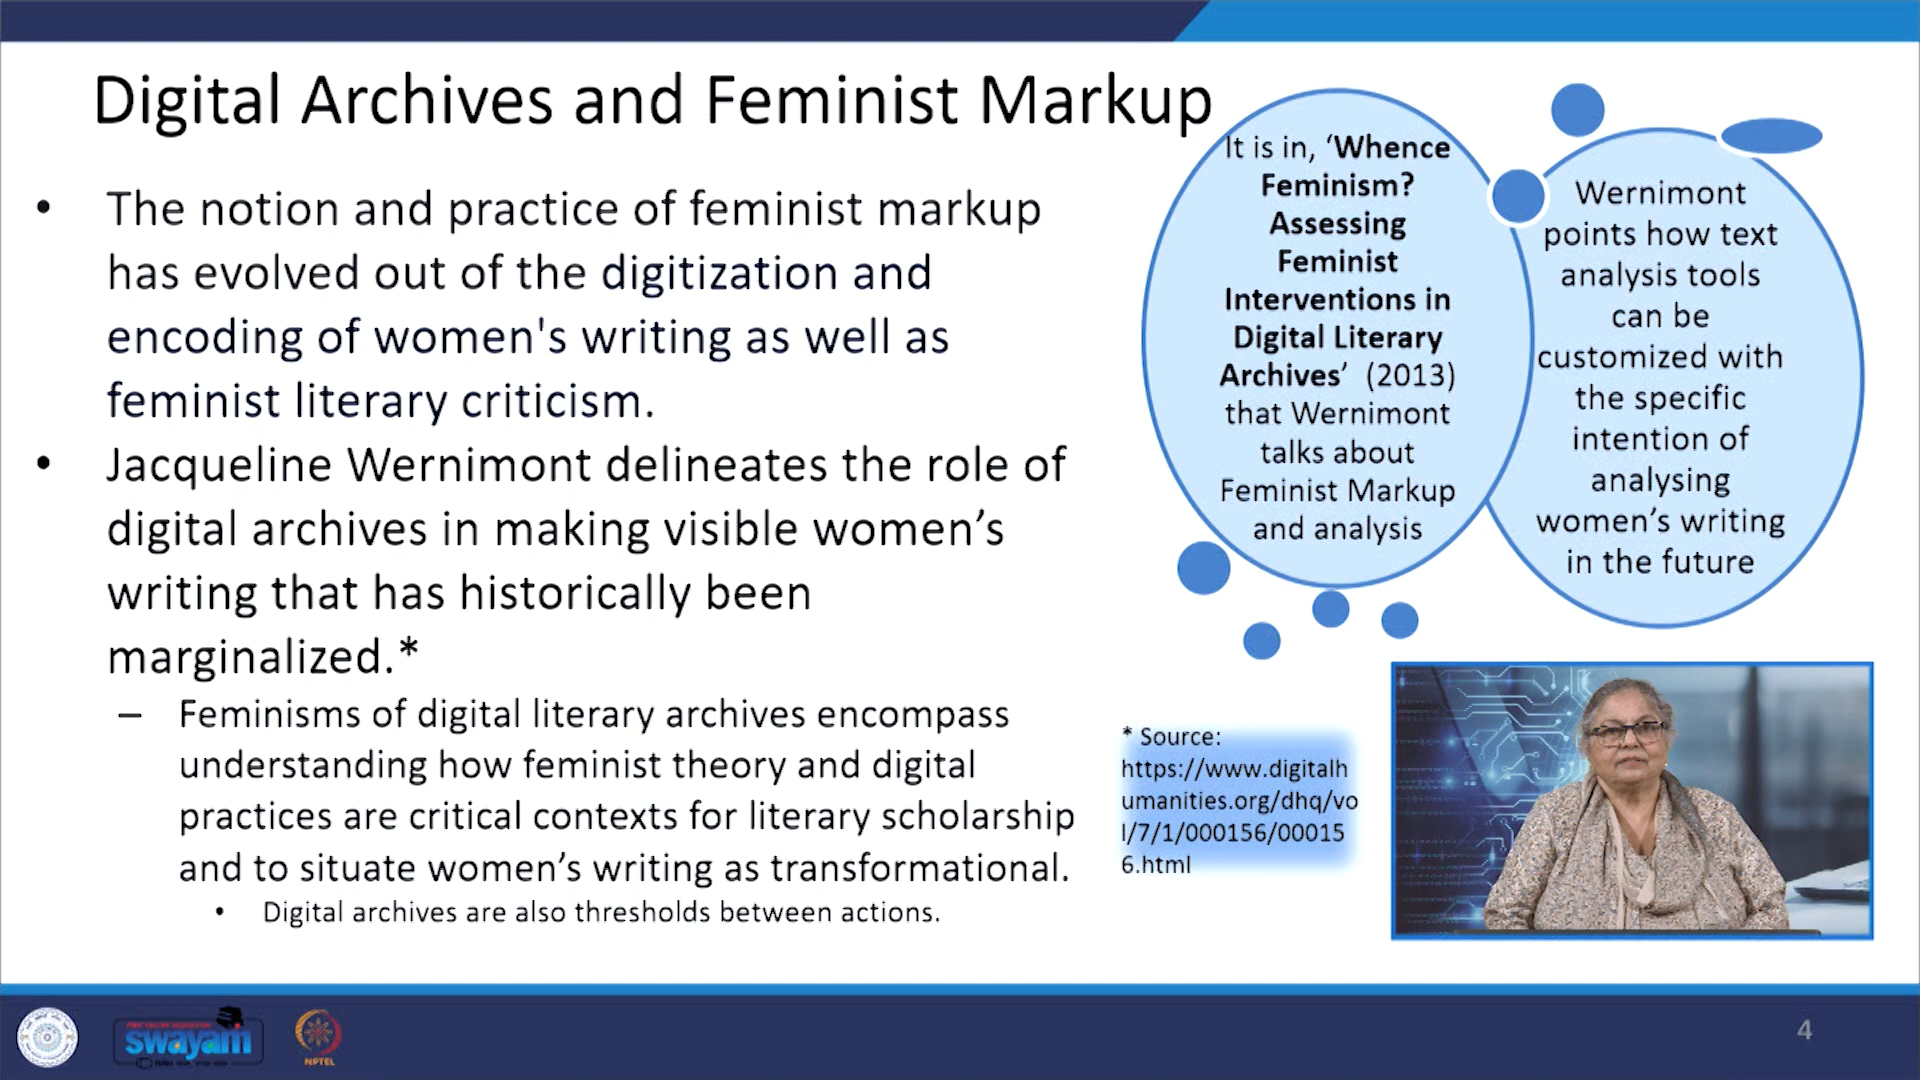 Digital Archives and Feminist Markup
• The notion and practice of feminist markup
has evolved out of the digitization and
encoding of women's writing as well as
feminist literary criticism.
• Jacqueline Wernimont delineates the role of
digital archives in making visible women’s
writing that has historically been
marginalized.*
– Feminisms of digital literary archives encompass
understanding how feminist theory and digital
practices are critical contexts for literary scholarship
and to situate women’s writing as transformational.
• Digital archives are also thresholds between actions.
It is in, ‘Whence
Feminism?
Assessing
Feminist
Interventions in
Digital Literary
Archives’ (2013)
that Wernimont
talks about
Feminist Markup
and analysis
Wernimont
points how text
analysis tools
can be
customized with
the specific
intention of
analysing
women’s writing
in the future
* Source:
https://www.digitalh
umanities.org/dhq/vo
l/7/1/000156/00015
6.html
swayam
NPTEL
4